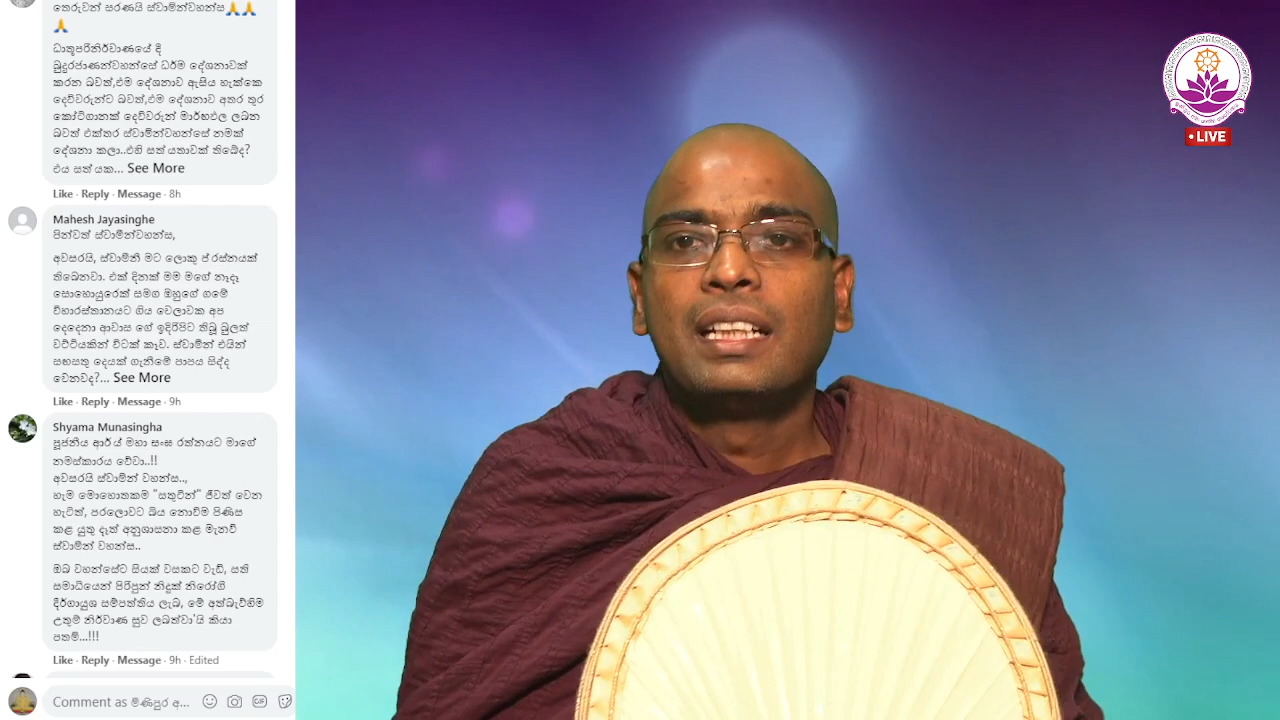 තෙරුවන් සරණයි ස්වාමින්වහන්ස🙏🙏
🙏
ධාතුපරිනිර්වාණයේ දි
බුදුරජාණන්වහන්සේ ධර්ම දේශනාවක්
කරන බවත්,එම දේශනාව ඇසිය හැක්කෙ
දෙවිවරුන්ට බවත්,එම දේශනාව අතර තුර
කෝටිගානක් දෙවිවරුන් මාර්ඟඵල ලබන
බවත් එක්තර ස්වාමින්වහන්සේ නමක්
දේශනා කලා..එහි සත් යතාවක් තිබේද?
එය සත් යක... See More
Like · Reply · Message · 8h
Mahesh Jayasinghe
පින්වත් ස්වාමීන්වහන්ස,
අවසරයි, ස්වාමිනි මට ලොකු ප් රස්නයක්
තිබෙනවා. එක් දිනක් මම මගේ නෑදෑ
සොහොයුරෙක් සමග ඔහුගේ ගමේ
විහාරස්තානයට ගිය වෙලාවක අප
දෙදෙනා ආවාස ගේ ඉදිරිපිට තිබූ බුලත්
වට්ටියකින් විටක් කෑව. ස්වාමීන් එයින්
සඟසතු දෙයක් ගැනීමේ පාපය සිද්ද
වෙනවද?... See More
Like · Reply · Message · 9h
Shyama Munasingha
පූජනීය ආර් ය් මහා සංඝ රත්නයට මාගේ
නමස්කාරය වේවා..!!
අවසරයි ස්වාමින් වහන්ස..,
හැම මොහොතකම "සතුටින්" ජීවත් වෙන
හැටිත්, පරලොවට බිය නොවීම පිණිස
කළ යුතු දෑත් අනුශාසනා කළ මැනවි
ස්වාමින් වහන්ස..
ඔබ වහන්සේට සියක් වසකට වැඩි, සති
සමාධියෙන් පිරිපුන් නිදුක් නිරෝගී
දීර්ගායුශ සම්පත්තිය ලැබ, මේ අත්බැව්හිම
උතුම් නිර්වාණ සුව ලබත්වා'යි කියා
පතමි...!!!
Like · Reply · Message · 9h · Edited
Comment as මිණිපුර අ...
GIF
LIVE